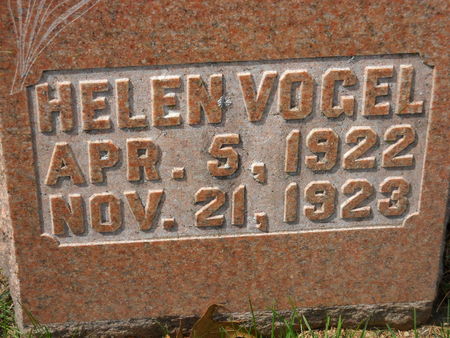 HELEN VOGEL
APR. 5, 1922
NOV. 21, 1923